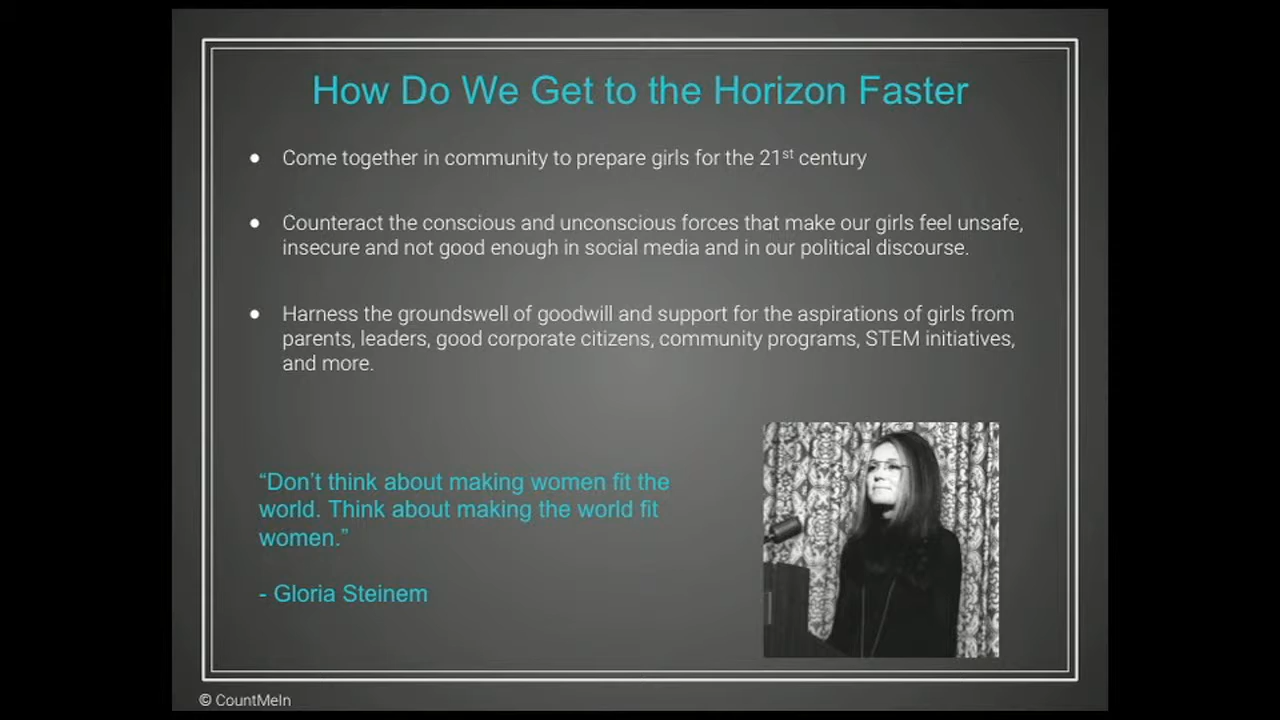 How Do We Get to the Horizon Faster
● Come together in community to prepare girls for the 21st century
● Counteract the conscious and unconscious forces that make our girls feel unsafe,
insecure and not good enough in social media and in our political discourse.
● Harness the groundswell of goodwill and support for the aspirations of girls from
parents, leaders, good corporate citizens, community programs, STEM initiatives,
and more.
“Don’t think about making women fit the
world. Think about making the world fit
women.”
- Gloria Steinem
© CountMeIn